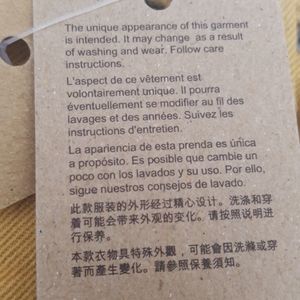 The unique appearance of this garment
is intended. It may change as a result
of washing and wear. Follow care
instructions.
L'aspect de ce vêtement est
volontairement unique. Il pourra
éventuellement se modifier au fil des
lavages et des années. Suivez les
instructions d'entretien.
La apariencia de esta prenda es única
a propósito. Es posible que cambie un
poco con los lavados y su uso. Por ello,
sigue nuestros consejos de lavado.
此款服装的外形经过精心设计。洗涤和穿
着可能会带来外观的变化。请按照说明进
行保养。
本款衣物具特殊外觀，可能會因洗滌或穿
著而產生變化。請參照保養須知。